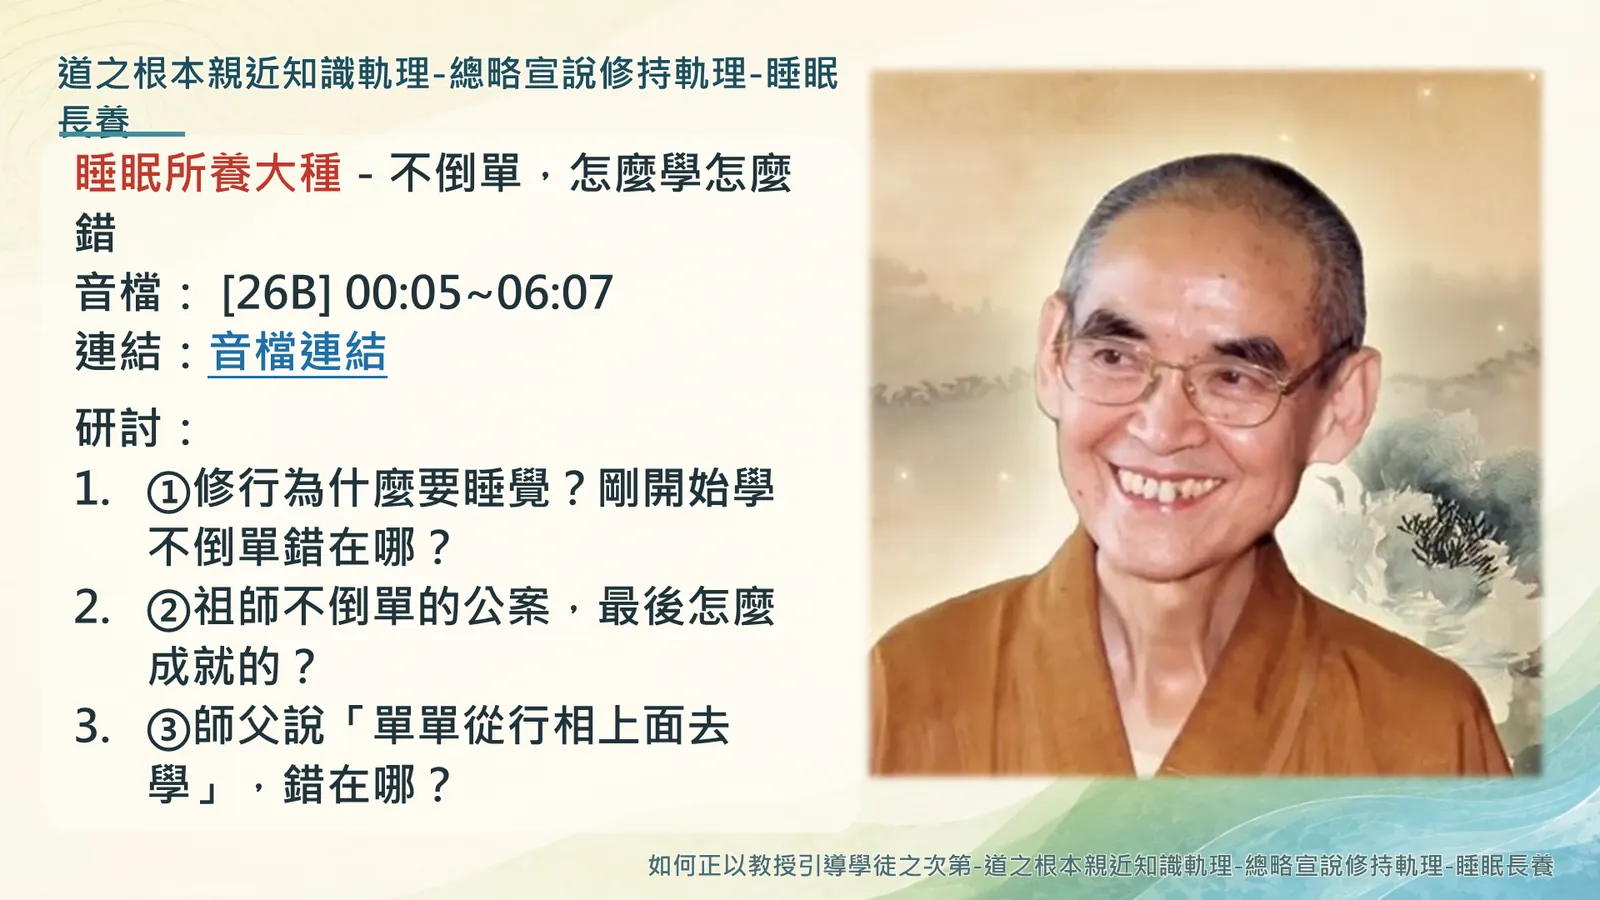 道之根本親近知識軌理-總略宣說修持軌理-睡眠
長養
睡眠所養大種 - 不倒單，怎麼學怎麼
錯
音檔： [26B] 00:05~06:07
連結：音檔連結
研討：
1. ①修行為什麼要睡覺？剛開始學
不倒單錯在哪？
2. ②祖師不倒單的公案，最後怎麼
成就的？
3. ③師父說「單單從行相上面去
學」，錯在哪？
如何正以教授引導學徒之次第-道之根本親近知識軌理-總略宣說修持軌理-睡眠長養